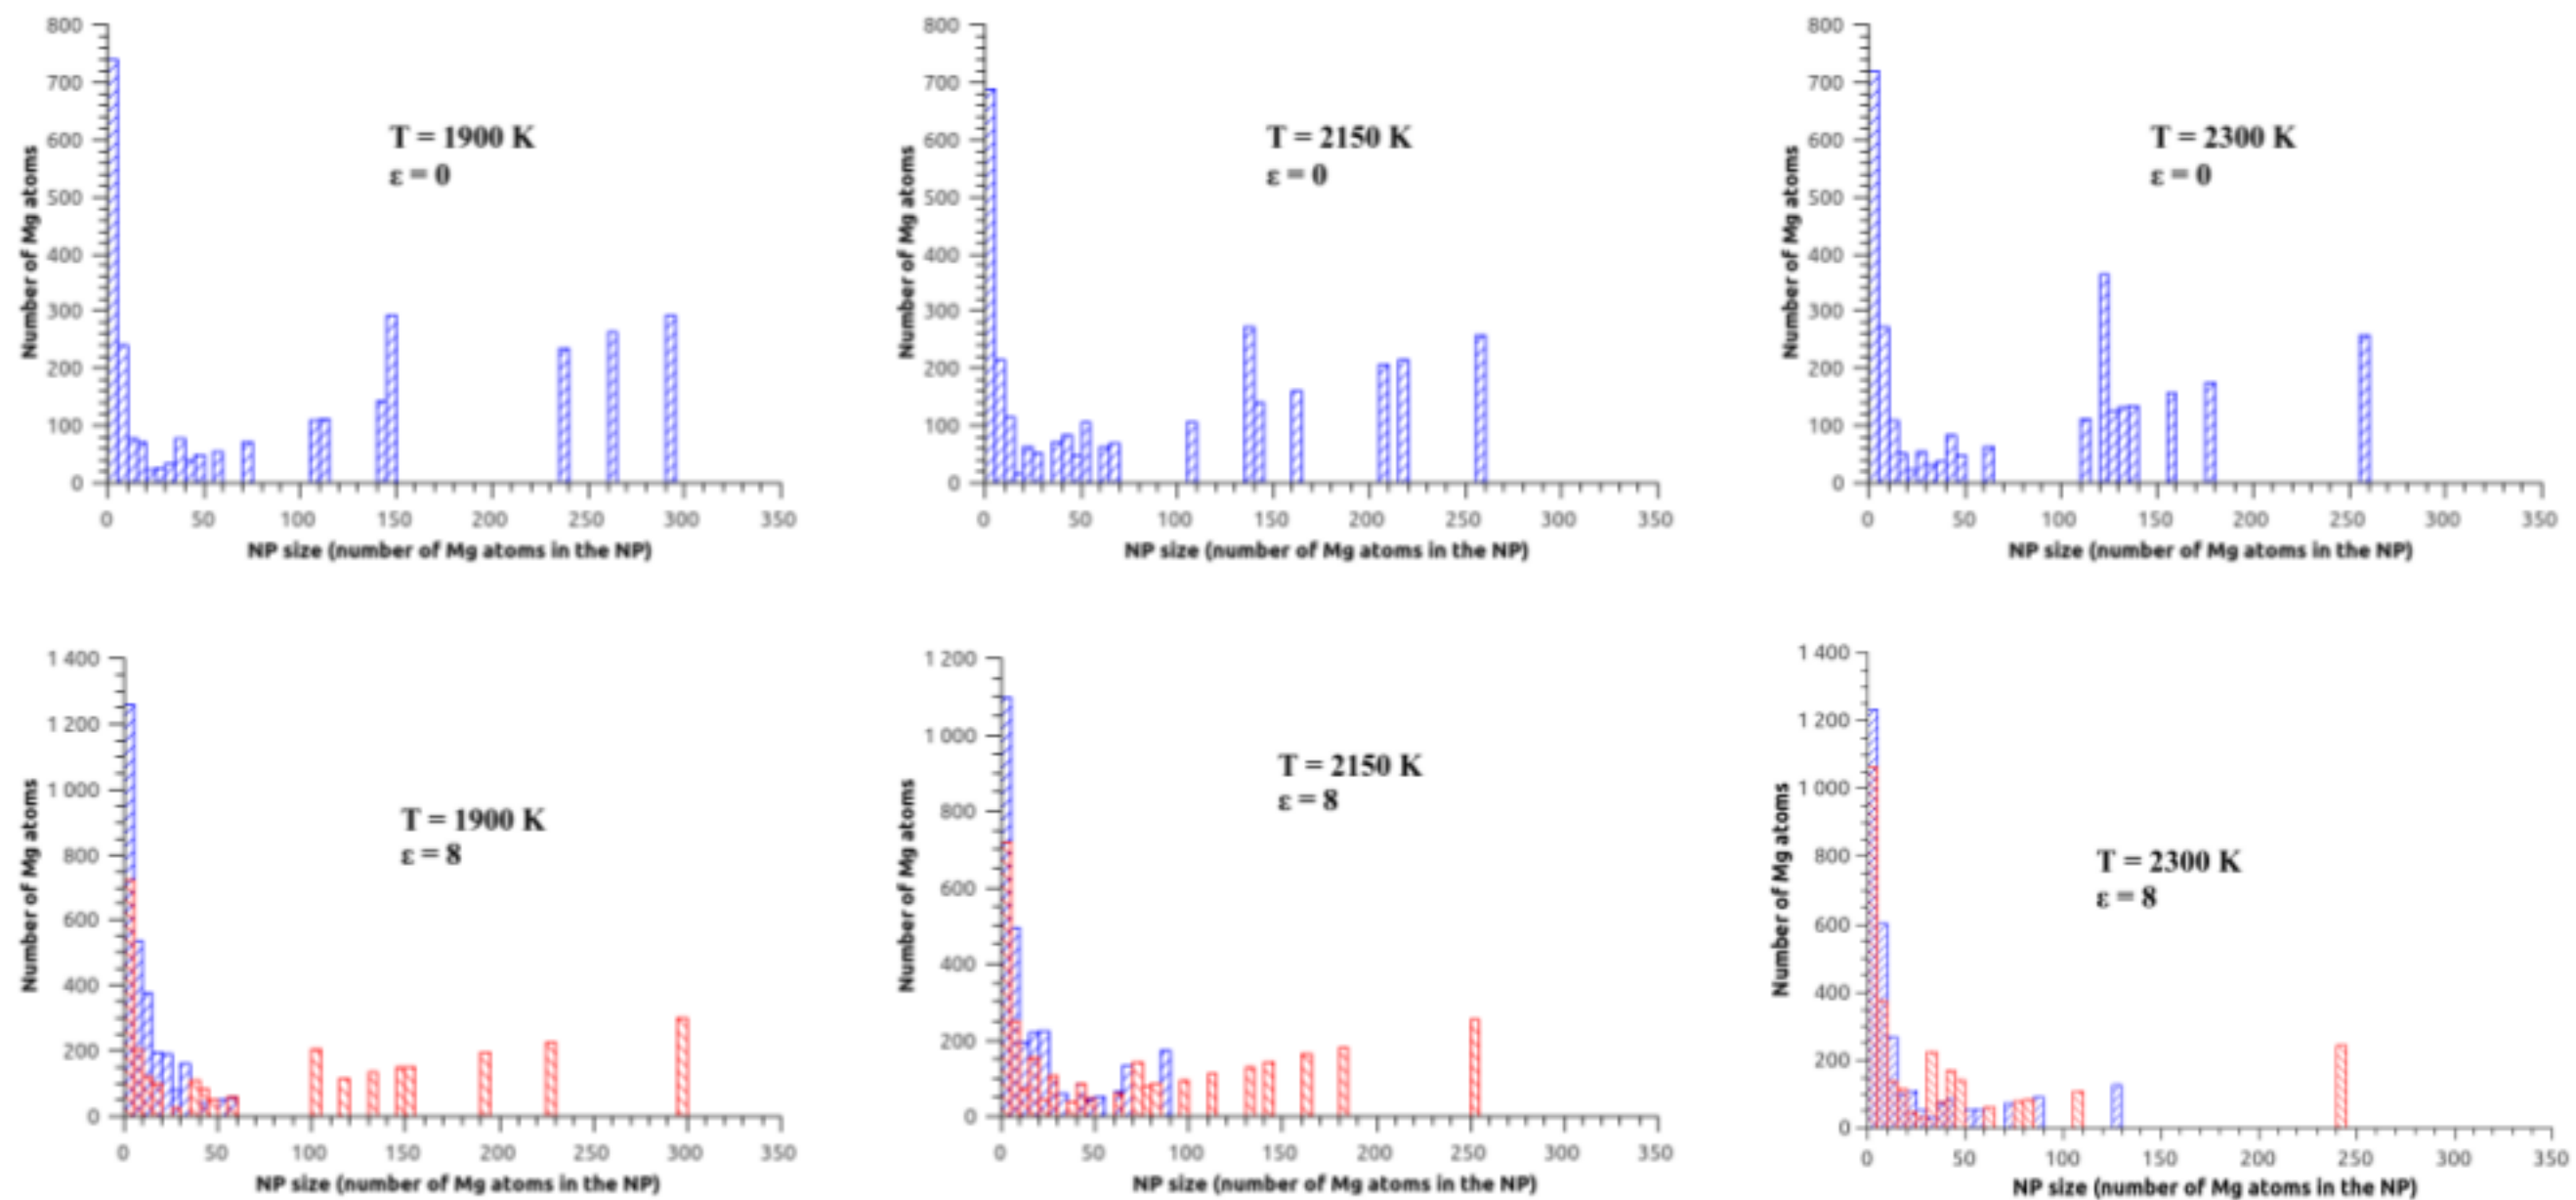 800
700
600
500
400
300
200
100
0
Number of Mg atoms
T = 1900 K
ε = 0
0 50 100 150 200 250 300 350
NP size (number of Mg atoms in the NP)
800
700
600
500
400
300
200
100
0
Number of Mg atoms
T = 2150 K
ε = 0
0 50 100 150 200 250 300 350
NP size (number of Mg atoms in the NP)
800
700
600
500
400
300
200
100
0
Number of Mg atoms
T = 2300 K
ε = 0
0 50 100 150 200 250 300 350
NP size (number of Mg atoms in the NP)
1 400
1 200
1 000
800
600
400
200
0
Number of Mg atoms
T = 1900 K
ε = 8
0 50 100 150 200 250 300 350
NP size (number of Mg atoms in the NP)
1 200
1 000
800
600
400
200
0
Number of Mg atoms
T = 2150 K
ε = 8
0 50 100 150 200 250 300 350
NP size (number of Mg atoms in the NP)
1 400
1 200
1 000
800
600
400
200
0
Number of Mg atoms
T = 2300 K
ε = 8
0 50 100 150 200 250 300 350
NP size (number of Mg atoms in the NP)